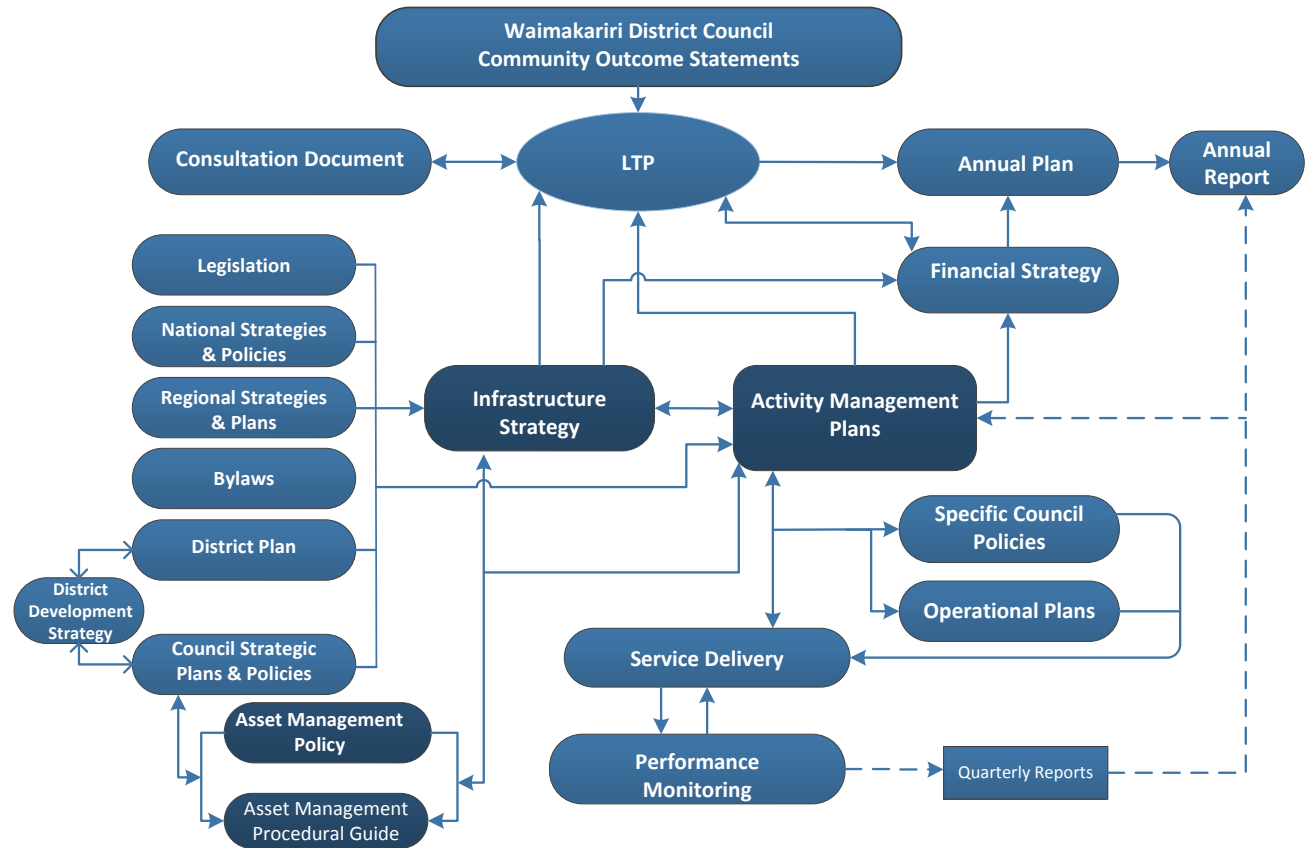 Waimakariri District Council
Community Outcome Statements
Consultation Document
LTP
Annual Plan
Annual
Report
Legislation
Financial Strategy
National Strategies
& Policies
Regional Strategies
& Plans
Infrastructure
Strategy
Activity Management
Plans
Bylaws
Specific Council
Policies
District Plan
District
Development
Strategy
Operational Plans
Council Strategic
Plans & Policies
Service Delivery
Asset Management
Policy
Performance
Monitoring
Quarterly Reports
Asset Management
Procedural Guide